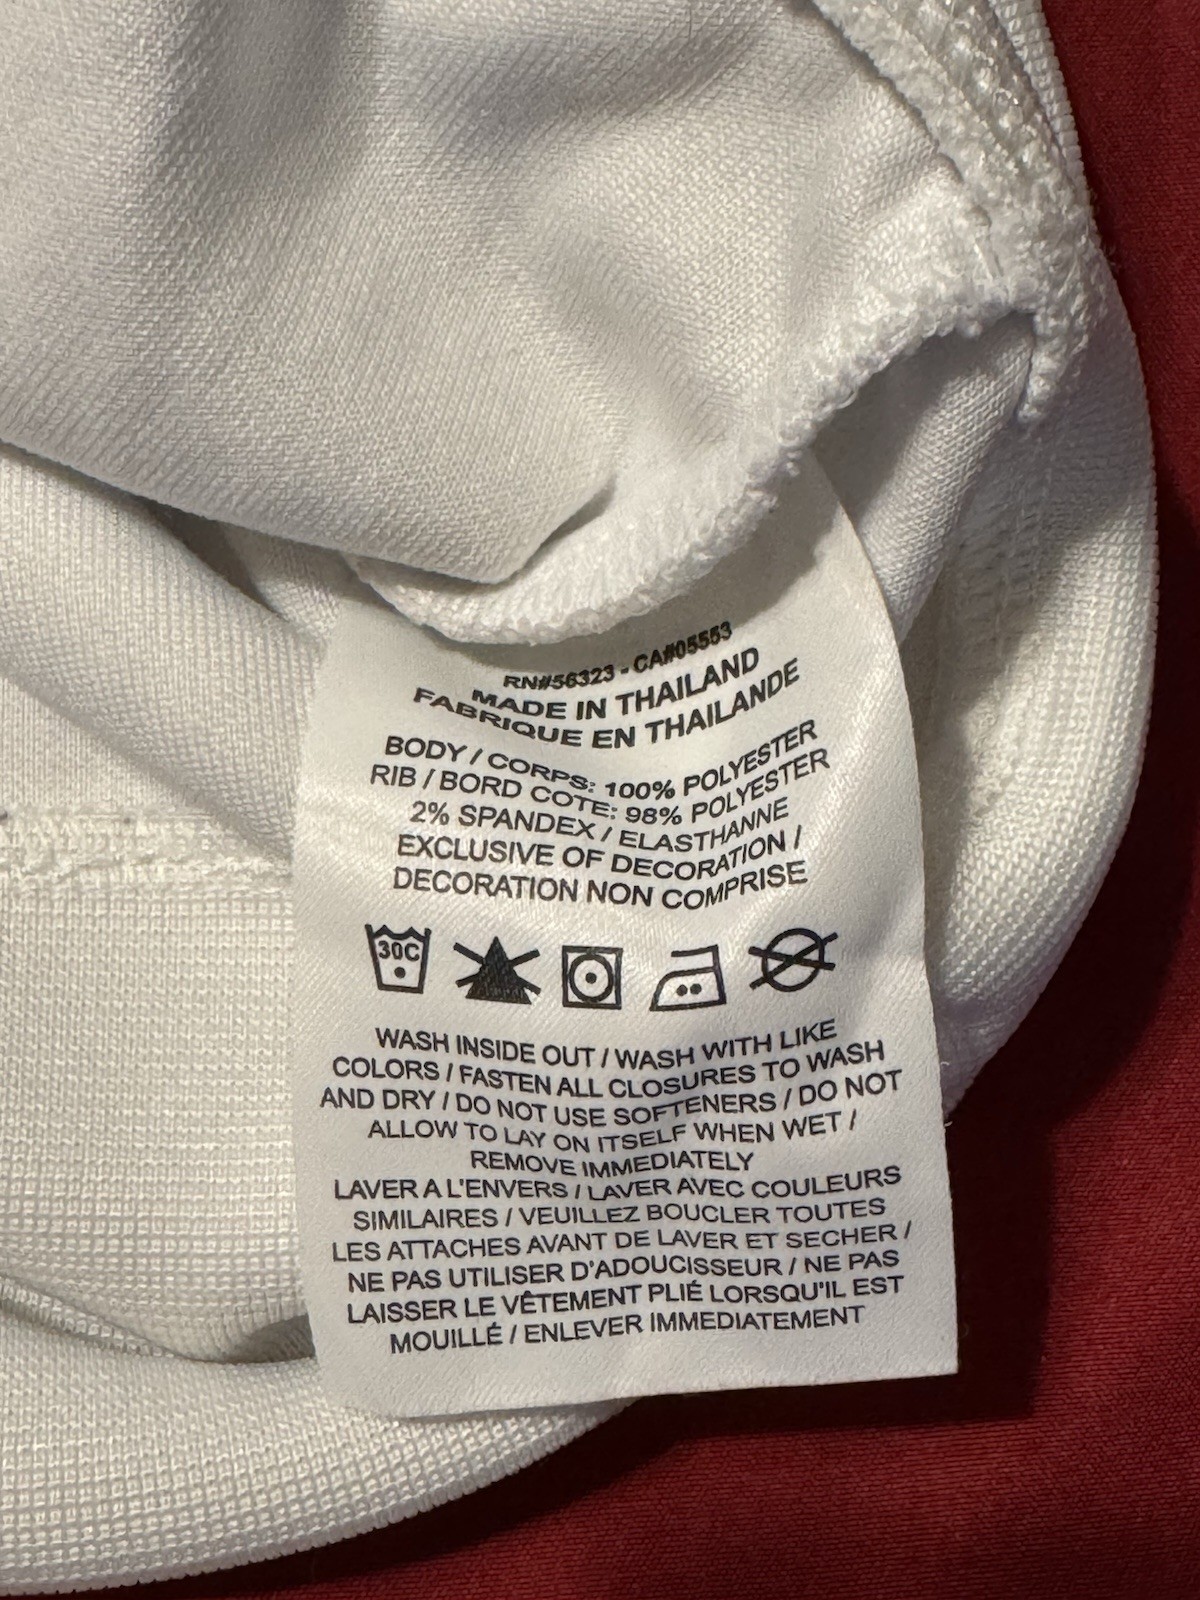 RN#56323 - CA#05553
MADE IN THAILAND
FABRIQUE EN THAILANDE
BODY / CORPS: 100% POLYESTER
RIB / BORD COTE: 98% POLYESTER
2% SPANDEX / ELASTHANNE
EXCLUSIVE OF DECORATION /
DECORATION NON COMPRISE
30C
WASH INSIDE OUT / WASH WITH LIKE
COLORS / FASTEN ALL CLOSURES TO WASH
AND DRY / DO NOT USE SOFTENERS / DO NOT
ALLOW TO LAY ON ITSELF WHEN WET /
REMOVE IMMEDIATELY
LAVER A L'ENVERS / LAVER AVEC COULEURS
SIMILAIRES / VEUILLEZ BOUCLER TOUTES
LES ATTACHES AVANT DE LAVER ET SECHER /
NE PAS UTILISER D'ADOUCISSEUR / NE PAS
LAISSER LE VÊTEMENT PLIÉ LORSQU'IL EST
MOUILLÉ / ENLEVER IMMEDIATEMENT